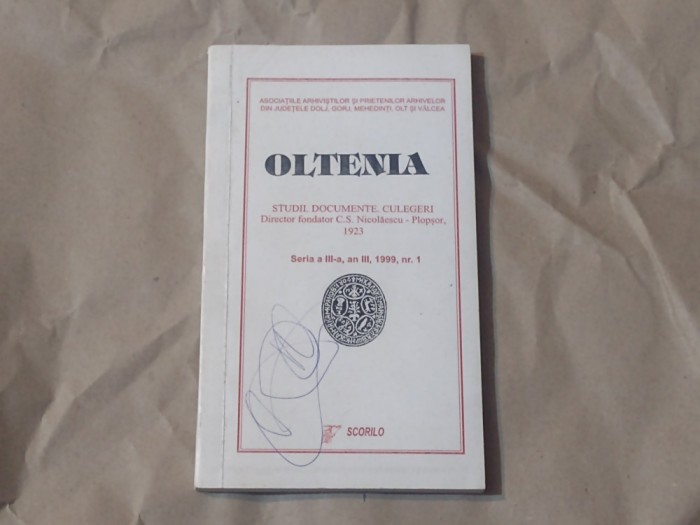 ASOCIAȚIILE ARHIVIȘTILOR ȘI PRIETENILOR ARHIVELOR
DIN JUDEȚELE DOLJ, GORJ, MEHEDINȚI, OLT ȘI VÂLCEA
OLTENIA
STUDII. DOCUMENTE. CULEGERI
Director fondator C.S. Nicolăescu - Plopșor,
1923
Seria a III-a, an III, 1999, nr. 1
SCORILO